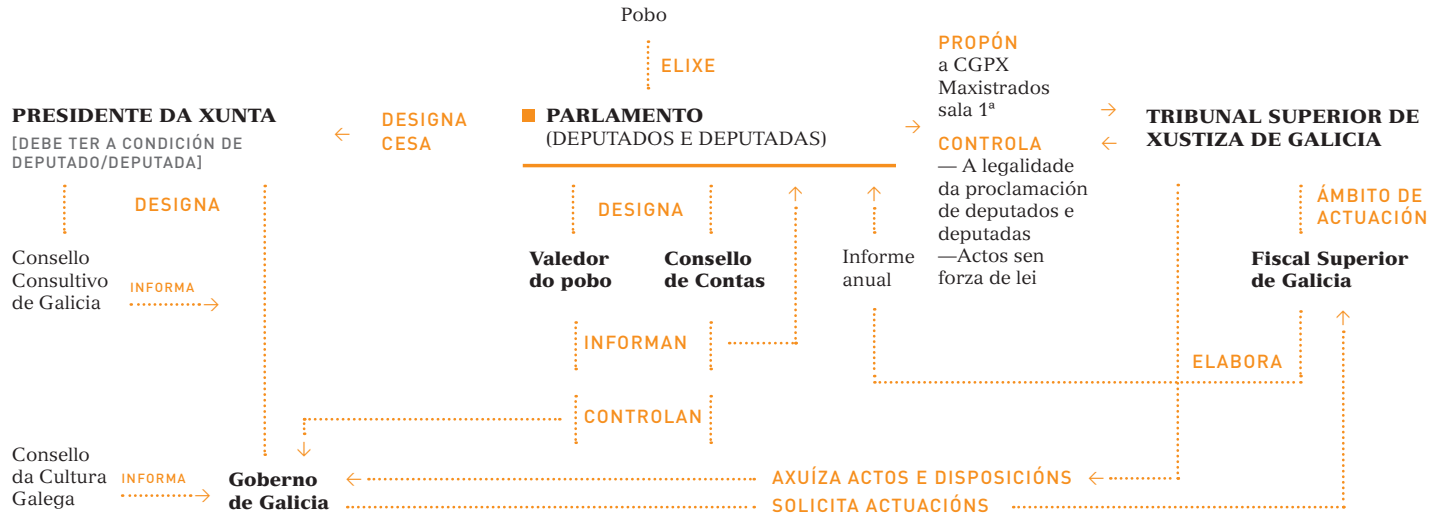 Pobo
ELIXE
PRESIDENTE DA XUNTA
[DEBE TER A CONDICIÓN DE
DEPUTADO/DEPUTADA]
DESIGNA
CESA
PARLAMENTO
(DEPUTADOS E DEPUTADAS)
PROPÓN
a CGPX
Maxistrados
sala 1ª
CONTROLA
— A legalidade
da proclamación
de deputados e
deputadas
—Actos sen
forza de lei
TRIBUNAL SUPERIOR DE
XUSTIZA DE GALICIA
DESIGNA
DESIGNA
ÁMBITO DE
ACTUACIÓN
Consello
Consultivo
de Galicia
INFORMA
Valedor
do pobo
Consello
de Contas
Informe
anual
Fiscal Superior
de Galicia
INFORMAN
ELABORA
CONTROLAN
Consello
da Cultura
Galega
INFORMA
Goberno
de Galicia
AXUÍZA ACTOS E DISPOSICIÓNS
SOLICITA ACTUACIÓNS